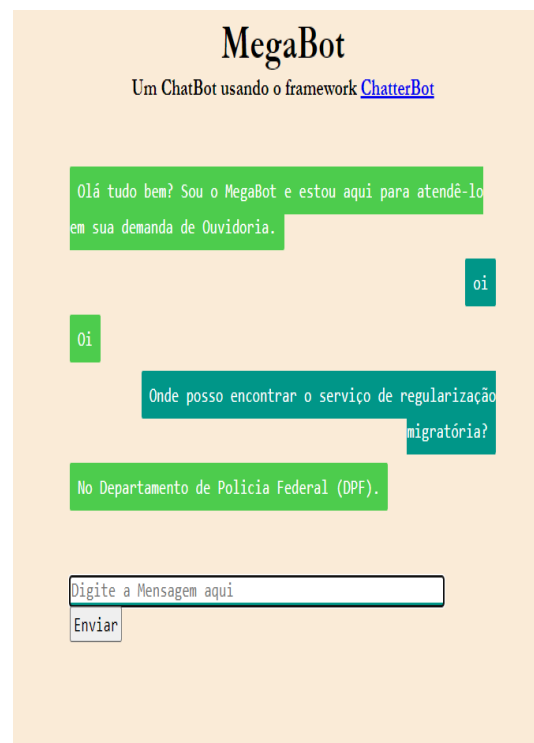 MegaBot
Um ChatBot usando o framework ChatterBot
Olá tudo bem? Sou o MegaBot e estou aqui para atendê-lo
em sua demanda de Ouvidoria.
oi
Oi
Onde posso encontrar o serviço de regularização
migratória?
No Departamento de Policia Federal (DPF).
Digite a Mensagem aqui
Enviar